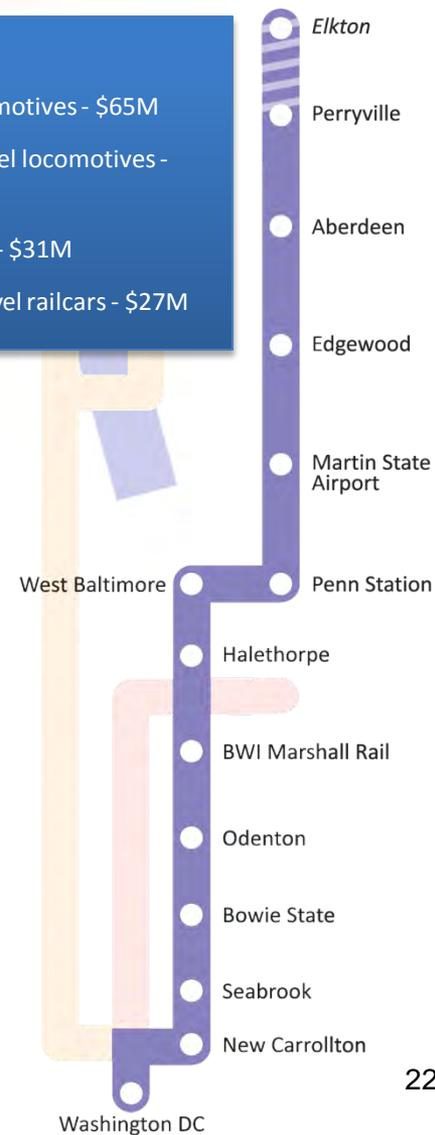 omotives - $65M
el locomotives -
- $31M
vel railcars - $27M
Elkton
Perryville
Aberdeen
Edgewood
Martin State
Airport
West Baltimore
Penn Station
Halethorpe
BWI Marshall Rail
Odenton
Bowie State
Seabrook
New Carrollton
22
Washington DC